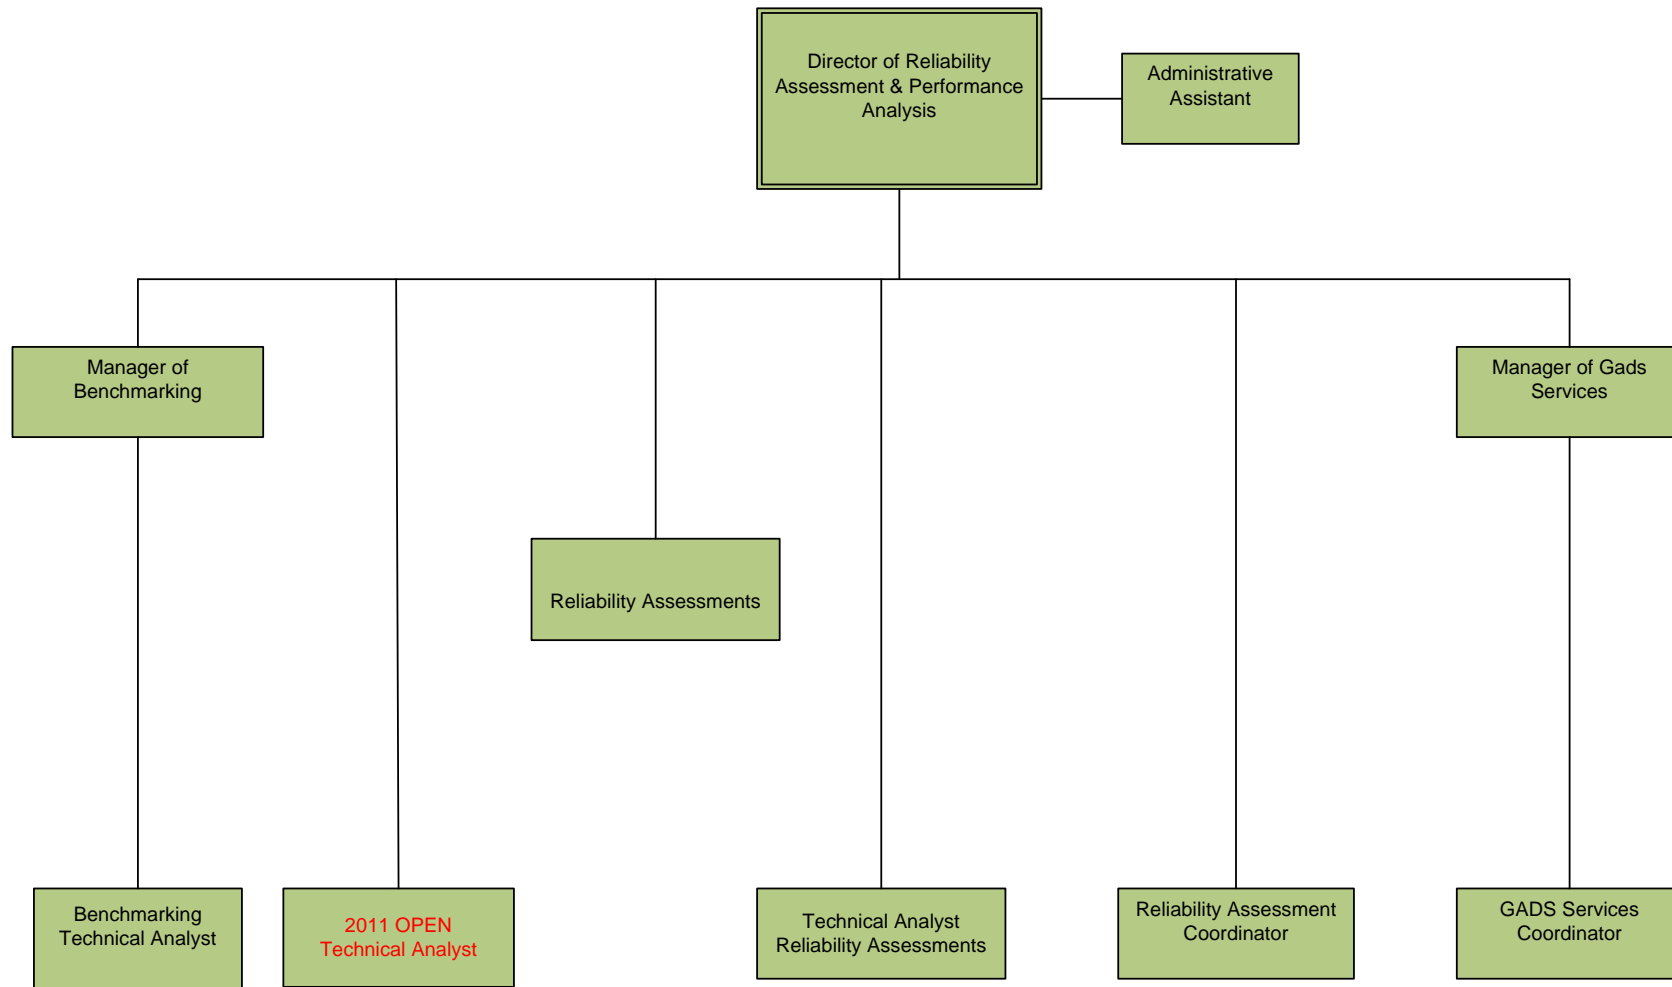 Director of Reliability
Assessment & Performance
Analysis
Administrative
Assistant
Manager of
Benchmarking
Manager of Gads
Services
Reliability Assessments
Benchmarking
Technical Analyst
2011 OPEN
Technical Analyst
Technical Analyst
Reliability Assessments
Reliability Assessment
Coordinator
GADS Services
Coordinator